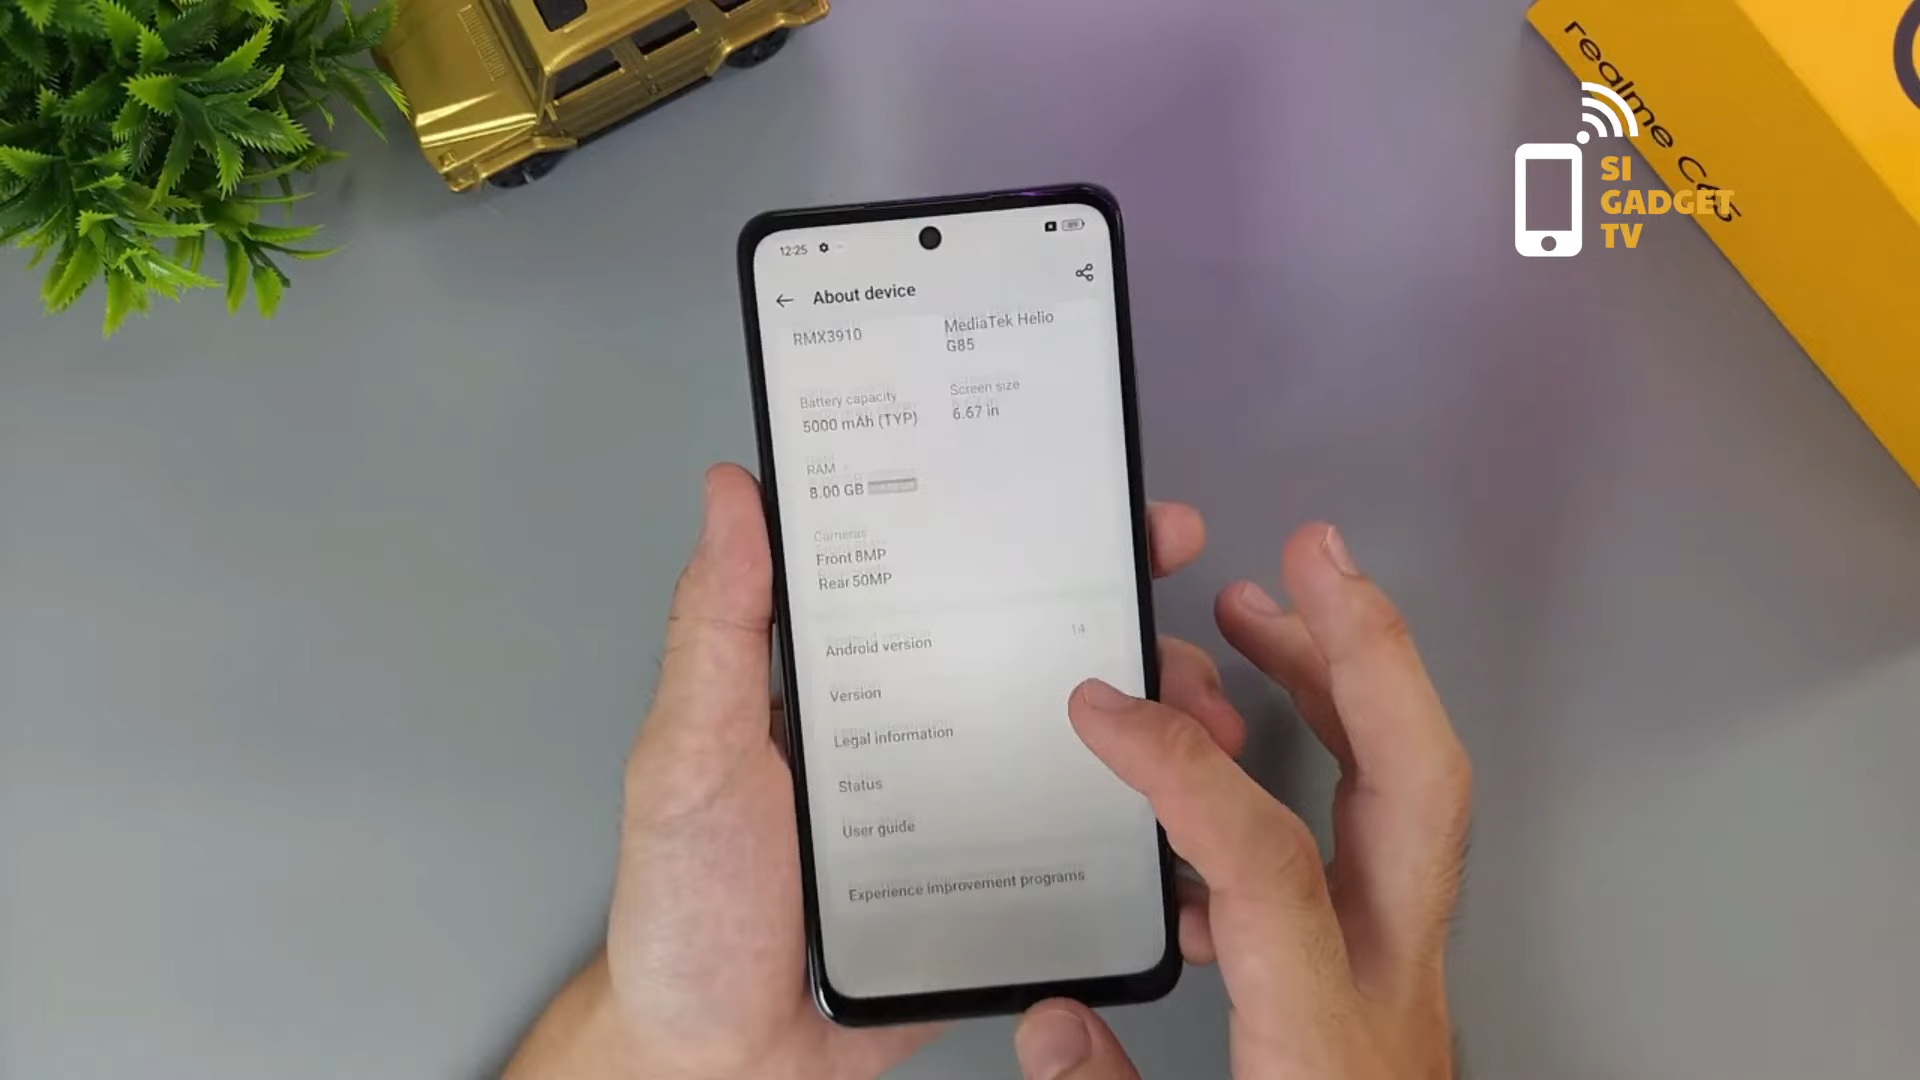 realme C65
SI
GADGET
TV
12:25
About device
RMX3910
MediaTek Helio
G85
Battery capacity
5000 mAh (TYP)
Screen size
6.67 in
RAM
8.00 GB
Cameras
Front 8MP
Rear 50MP
Android version
14
Version
Legal information
Status
User guide
Experience improvement programs